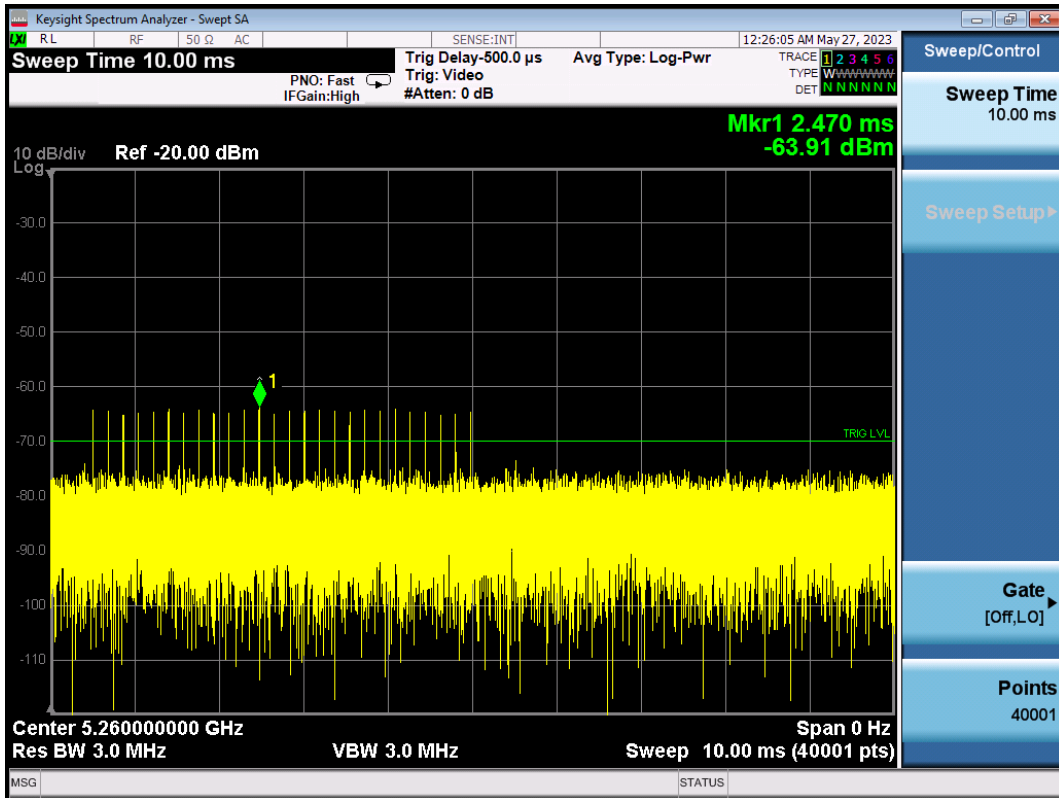 Keysight Spectrum Analyzer - Swept SA
LXI RL RF 50 Ω AC SENSE:INT 12:26:05 AM May 27, 2023
Sweep Time 10.00 ms
PNO: Fast
IFGain:High
Trig Delay-500.0 µs
Trig: Video
#Atten: 0 dB
Avg Type: Log-Pwr
TRACE 1 2 3 4 5 6
TYPE WWWWWW
DET N N N N N N
Mkr1 2.470 ms
-63.91 dBm
10 dB/div Ref -20.00 dBm
Log
-30.0
-40.0
-50.0
-60.0
1
-70.0
TRIG LVL
-80.0
-90.0
-100
-110
Center 5.260000000 GHz Span 0 Hz
Res BW 3.0 MHz VBW 3.0 MHz Sweep 10.00 ms (40001 pts)
MSG STATUS
Sweep/Control
Sweep Time
10.00 ms
Sweep Setup
Gate
[Off,LO]
Points
40001